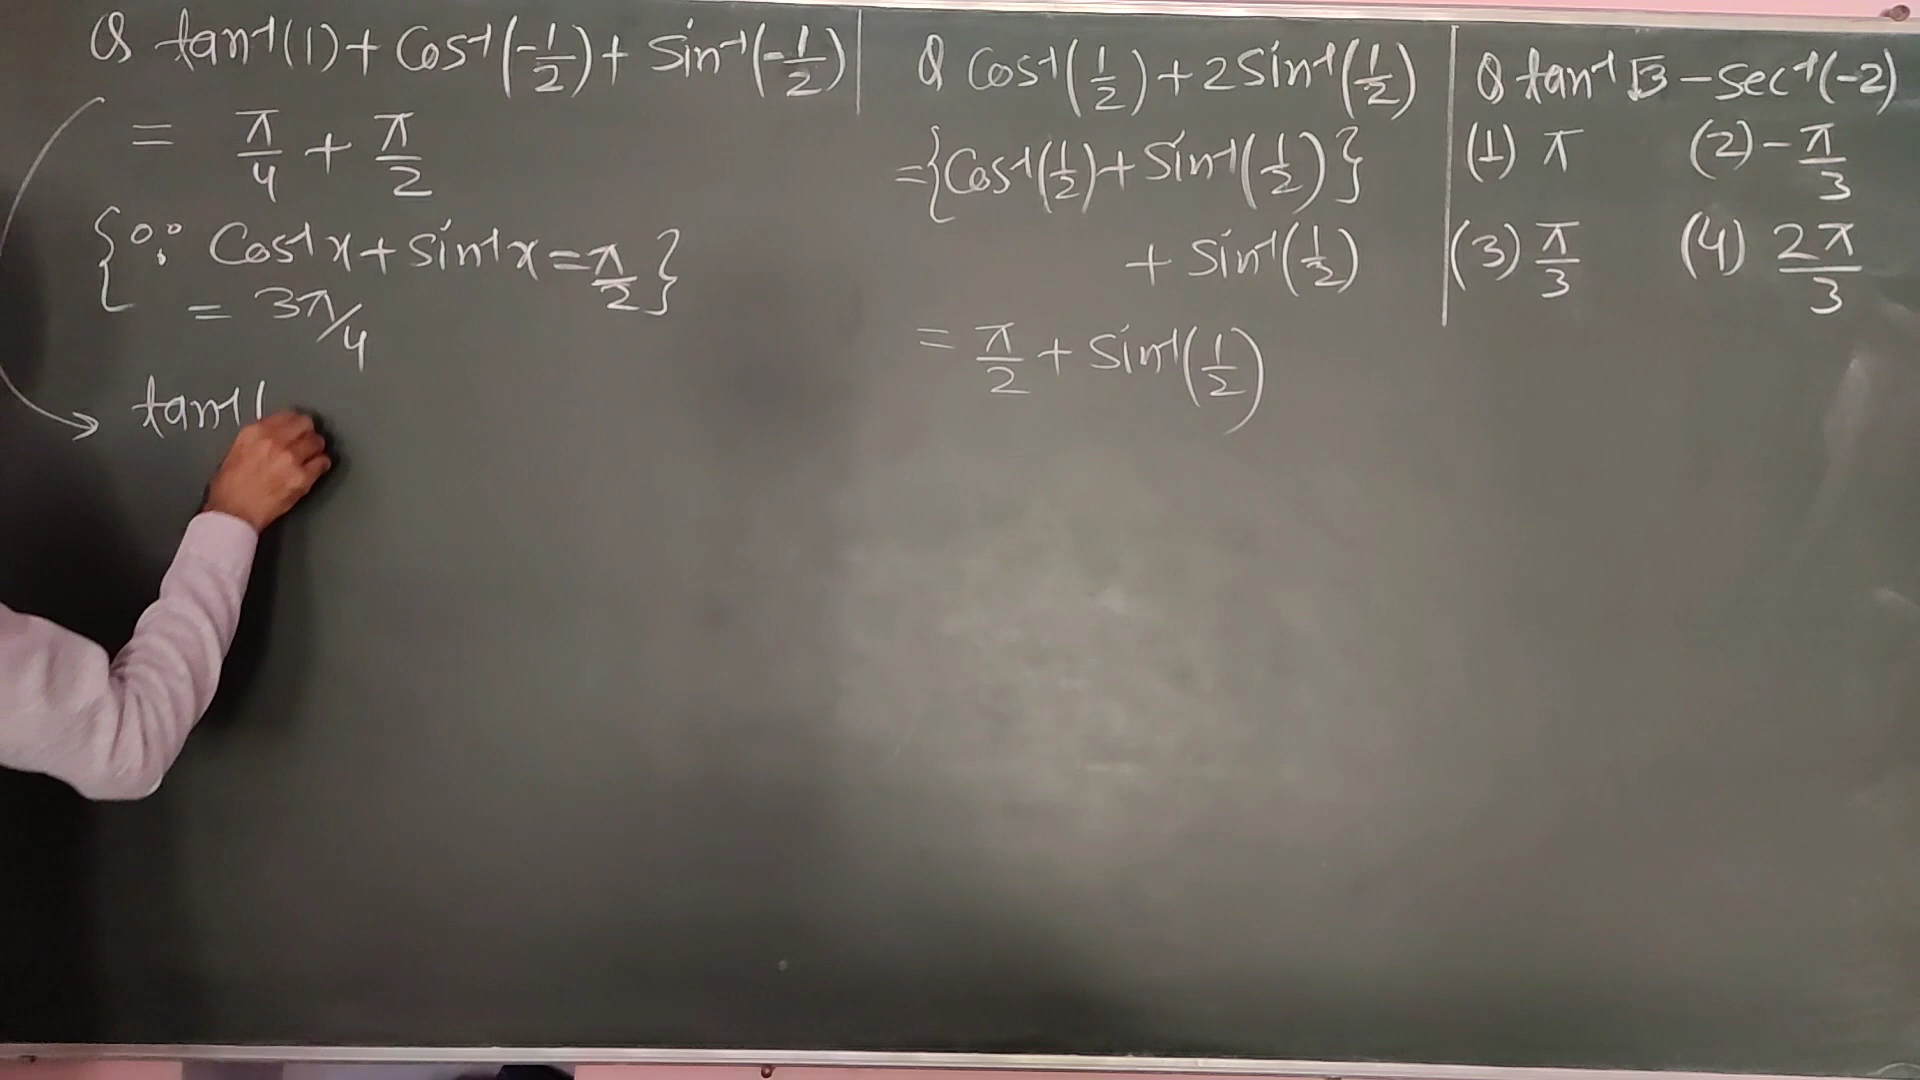 Q tan⁻¹(1) + Cos⁻¹(-1/2) + Sin⁻¹(-1/2)
= π/4 + π/2
{∵ Cos⁻¹x + Sin⁻¹x = π/2}
= 3π/4
tan⁻¹(
Q Cos⁻¹(1/2) + 2Sin⁻¹(1/2)
= {Cos⁻¹(1/2) + Sin⁻¹(1/2)}
+ Sin⁻¹(1/2)
= π/2 + Sin⁻¹(1/2)
Q tan⁻¹√3 - Sec⁻¹(-2)
(1) π (2) -π/3
(3) π/3 (4) 2π/3